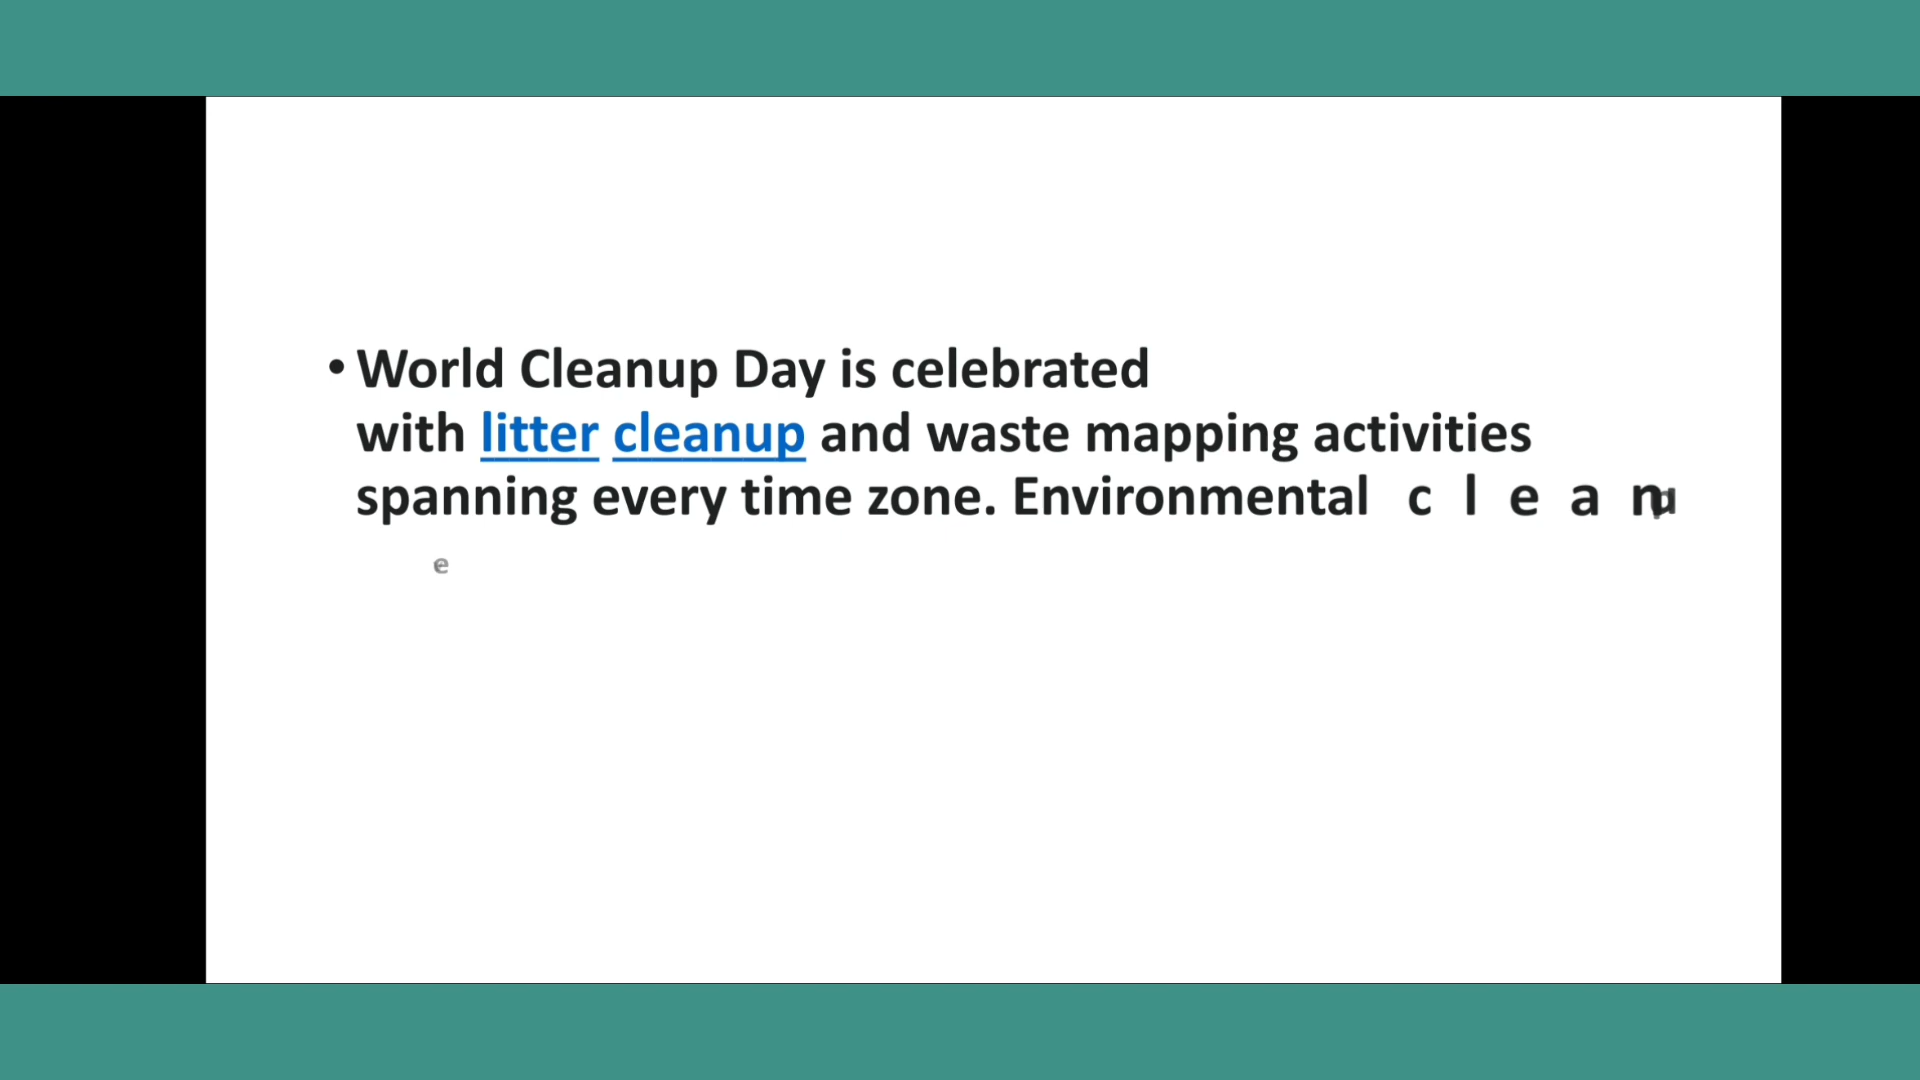 • World Cleanup Day is celebrated
with litter cleanup and waste mapping activities
spanning every time zone. Environmental c l e a n
e